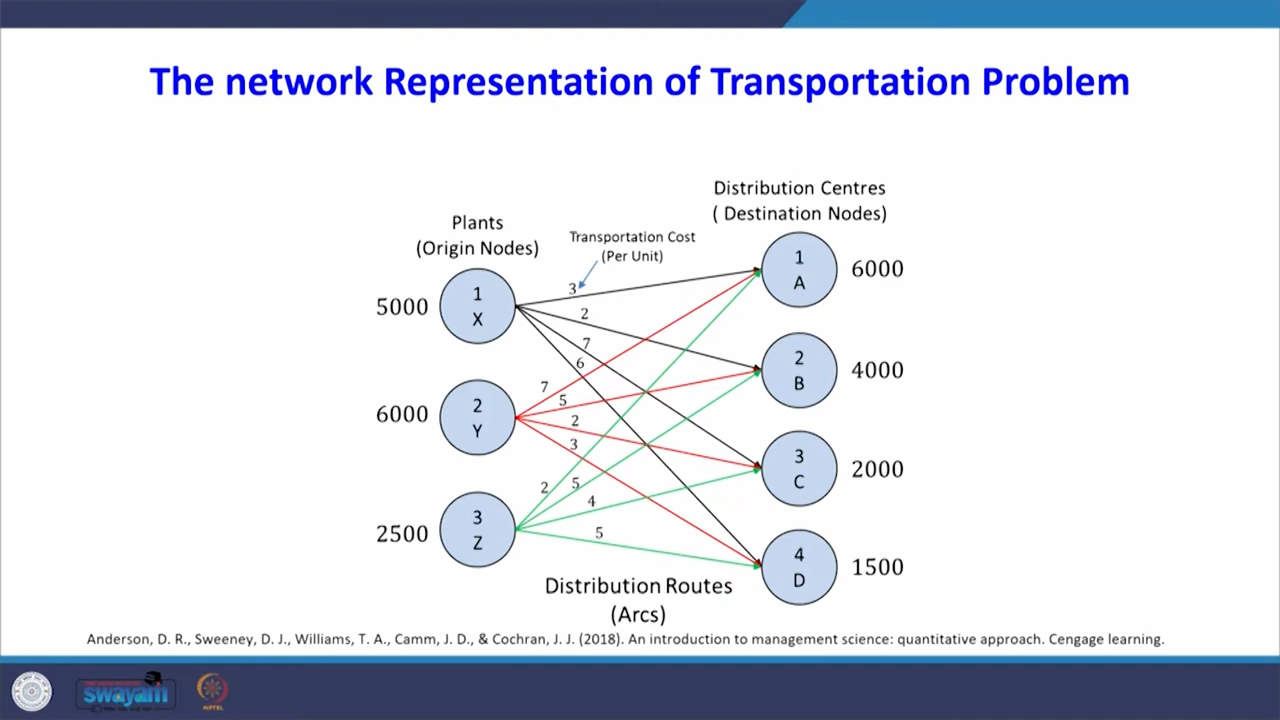 The network Representation of Transportation Problem
Distribution Centres
( Destination Nodes)
Plants
(Origin Nodes)
Transportation Cost
(Per Unit)
5000
1
X
6000
2
Y
2500
3
Z
3
2
7
6
7
5
2
3
2
5
4
5
1
A
6000
2
B
4000
3
C
2000
4
D
1500
Distribution Routes
(Arcs)
Anderson, D. R., Sweeney, D. J., Williams, T. A., Camm, J. D., & Cochran, J. J. (2018). An introduction to management science: quantitative approach. Cengage learning.
swayam
NPTEL